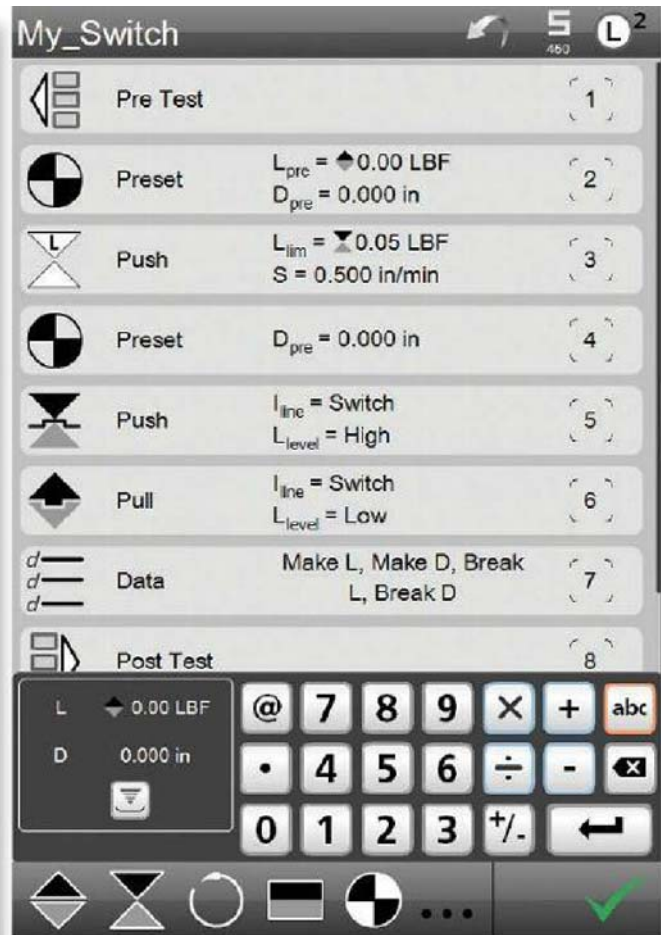 My_Switch
460
L2
Pre Test
1
Preset
Lpre = 0.00 LBF
Dpre = 0.000 in
2
L
Push
Llim = 0.05 LBF
S = 0.500 in/min
3
Preset
Dpre = 0.000 in
4
Push
Iline = Switch
Llevel = High
5
Pull
Iline = Switch
Llevel = Low
6
d
d
d
Data
Make L, Make D, Break
L, Break D
7
Post Test
8
L 0.00 LBF
D 0.000 in
@ 7 8 9 × + abc
. 4 5 6 ÷ -
0 1 2 3 +/-
...